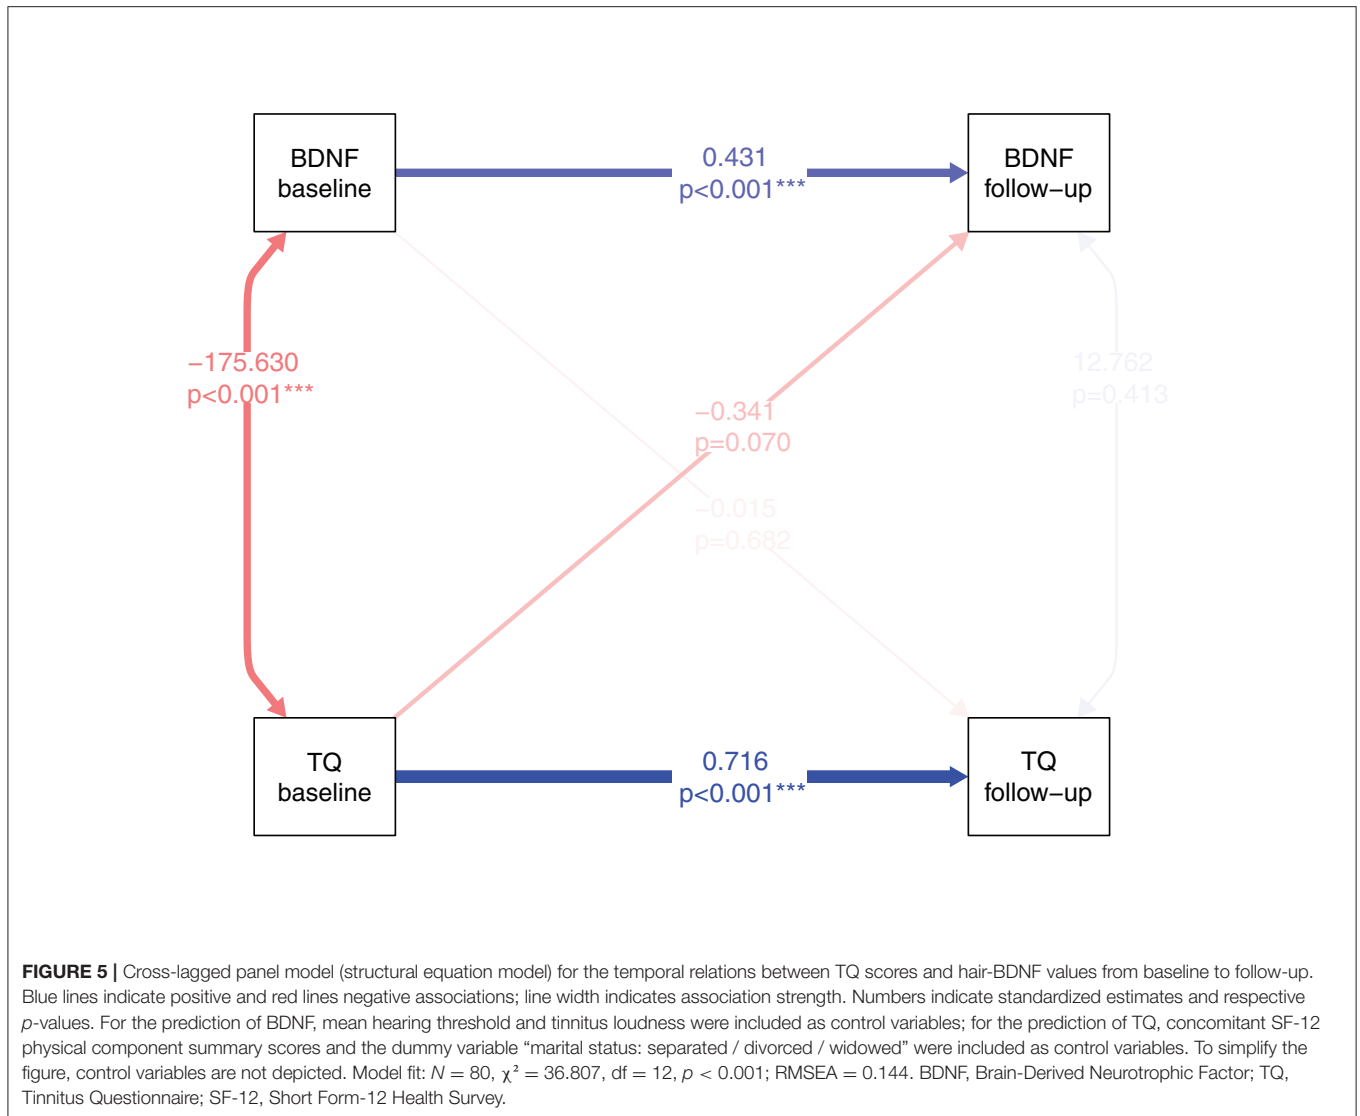 BDNF
baseline
0.431
p<0.001***
BDNF
follow−up
−175.630
p<0.001***
12.762
p=0.413
−0.341
p=0.070
−0.015
p=0.682
TQ
baseline
0.716
p<0.001***
TQ
follow−up
FIGURE 5 | Cross-lagged panel model (structural equation model) for the temporal relations between TQ scores and hair-BDNF values from baseline to follow-up.
Blue lines indicate positive and red lines negative associations; line width indicates association strength. Numbers indicate standardized estimates and respective
p-values. For the prediction of BDNF, mean hearing threshold and tinnitus loudness were included as control variables; for the prediction of TQ, concomitant SF-12
physical component summary scores and the dummy variable “marital status: separated / divorced / widowed” were included as control variables. To simplify the
figure, control variables are not depicted. Model fit: N = 80, χ² = 36.807, df = 12, p < 0.001; RMSEA = 0.144. BDNF, Brain-Derived Neurotrophic Factor; TQ,
Tinnitus Questionnaire; SF-12, Short Form-12 Health Survey.